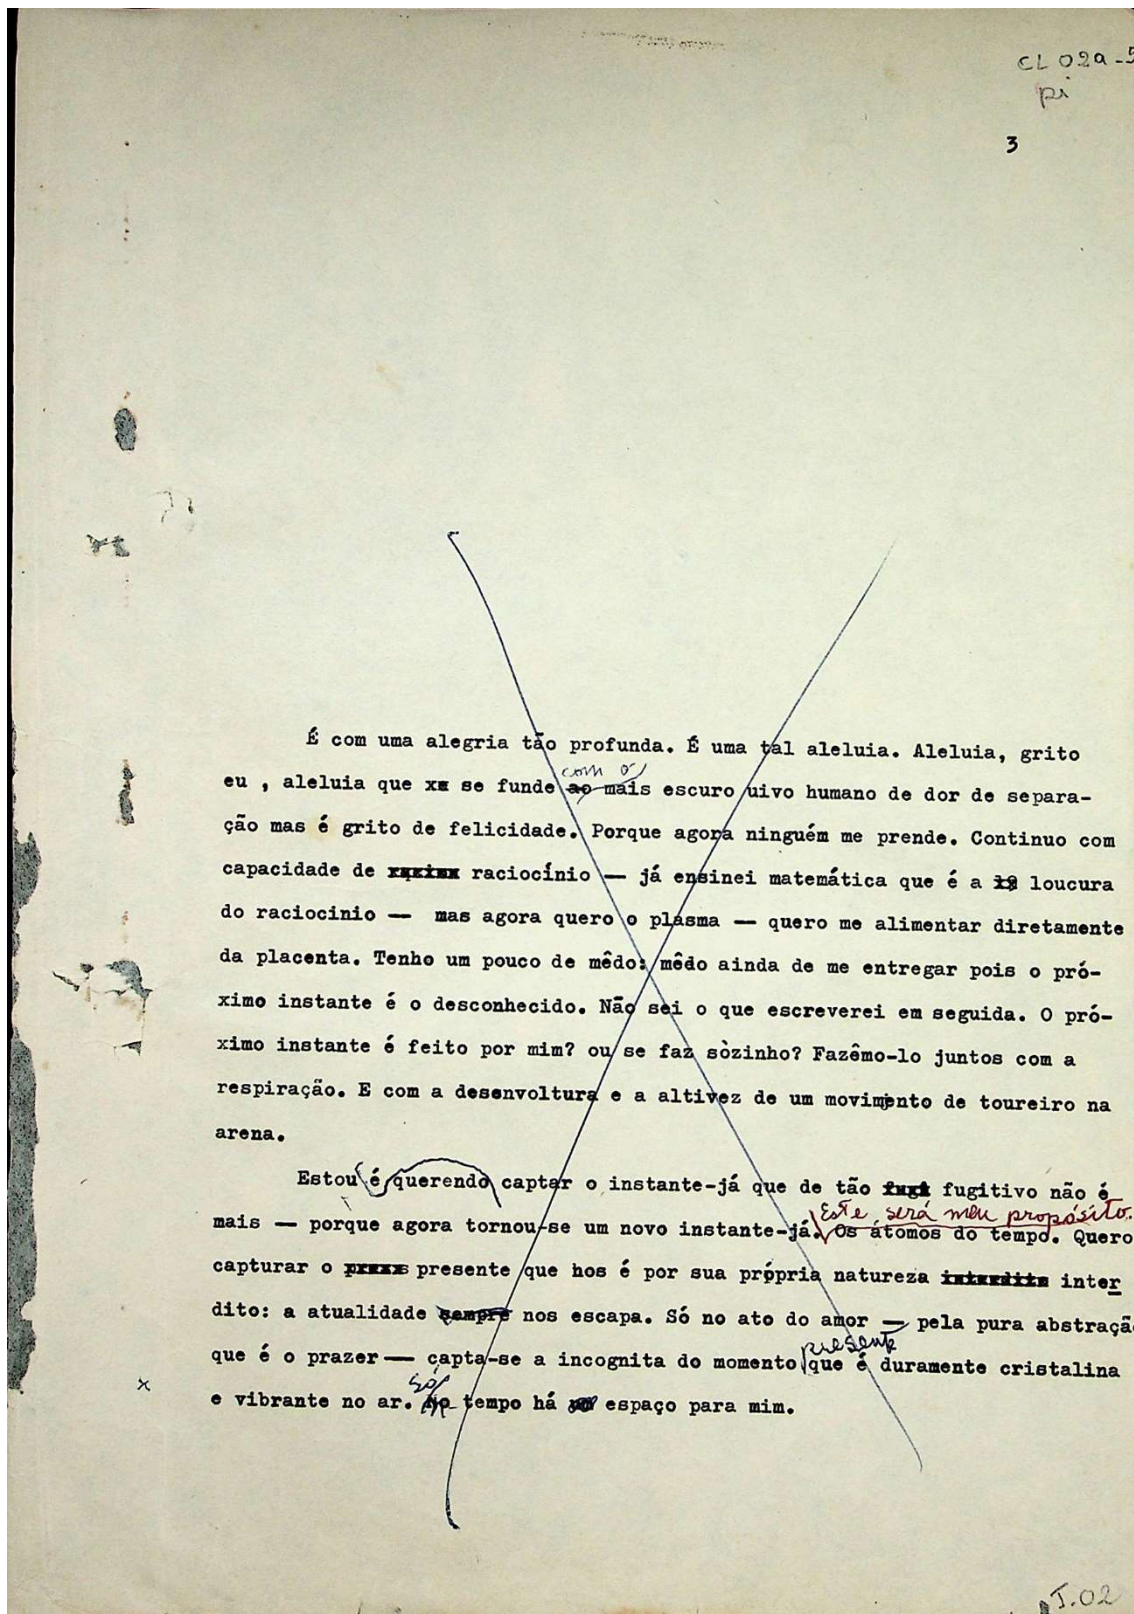 CL 02a-5
pi
3
É com uma alegria tão profunda. É uma tal aleluia. Aleluia, grito
com o
eu , aleluia que xx se funde ao mais escuro uivo humano de dor de separa-
ção mas é grito de felicidade. Porque agora ninguém me prende. Continuo com
capacidade de raciocínio — já ensinei matemática que é a loucura
do raciocinio — mas agora quero o plasma — quero me alimentar diretamente
da placenta. Tenho um pouco de mêdo: mêdo ainda de me entregar pois o pró-
ximo instante é o desconhecido. Não sei o que escreverei em seguida. O pró-
ximo instante é feito por mim? ou se faz sòzinho? Fazêmo-lo juntos com a
respiração. E com a desenvoltura e a altivez de um movimento de toureiro na
arena.
Estou é querendo captar o instante-já que de tão fugitivo não é
Este será meu propósito.
mais — porque agora tornou-se um novo instante-já. Os átomos do tempo. Quero
capturar o presente que hos é por sua própria natureza inter
dito: a atualidade sempre nos escapa. Só no ato do amor — pela pura abstraçã
presente
que é o prazer — capta-se a incognita do momento que é duramente cristalina
só
x e vibrante no ar. No tempo há espaço para mim.
J.02